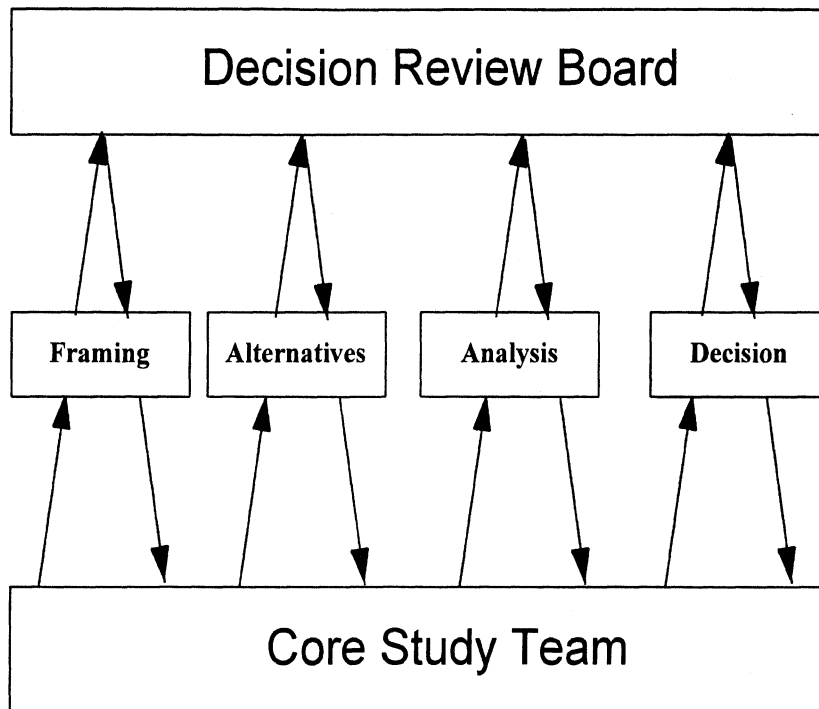 Decision Review Board
Framing
Alternatives
Analysis
Decision
Core Study Team